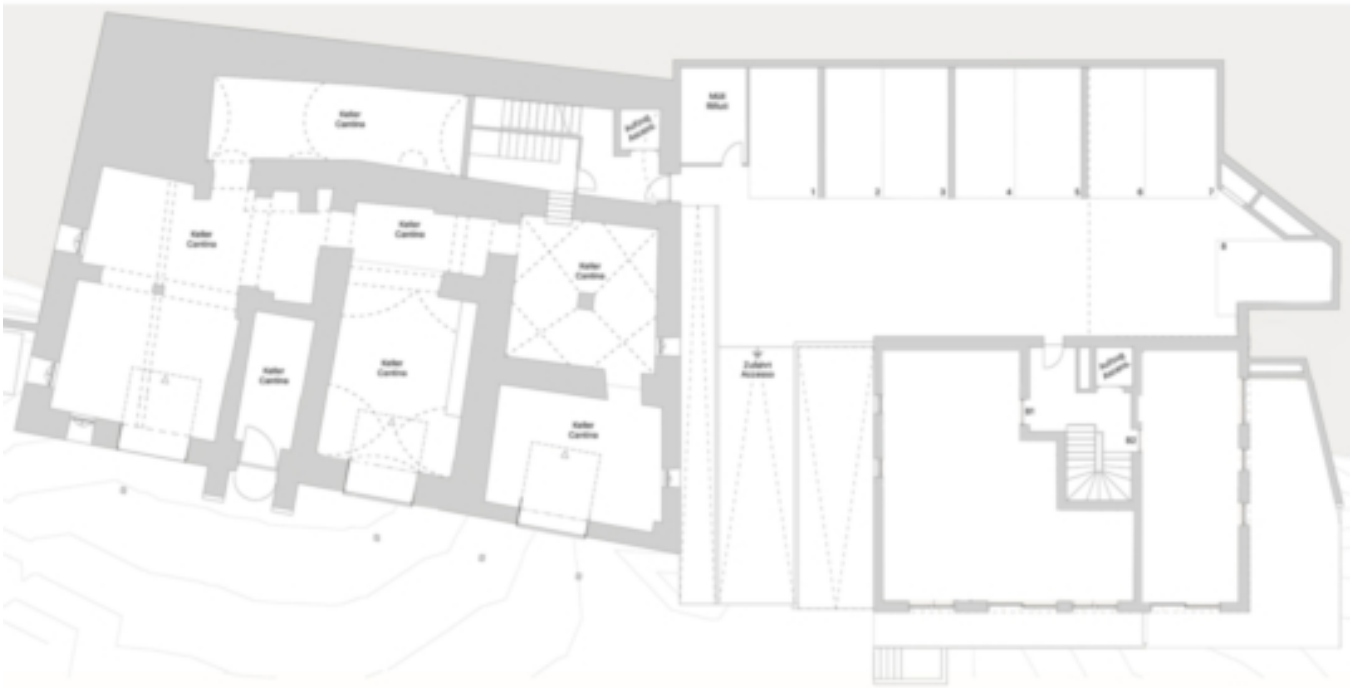 Keller
Cantina
Aufzug
Ascens.
Müll
Rifiuti
1
2
3
4
5
6
7
Keller
Cantina
Keller
Cantina
Keller
Cantina
8
Keller
Cantina
Keller
Cantina
Zufahrt
Accesso
Aufzug
Ascens.
B1
Keller
Cantina
B2